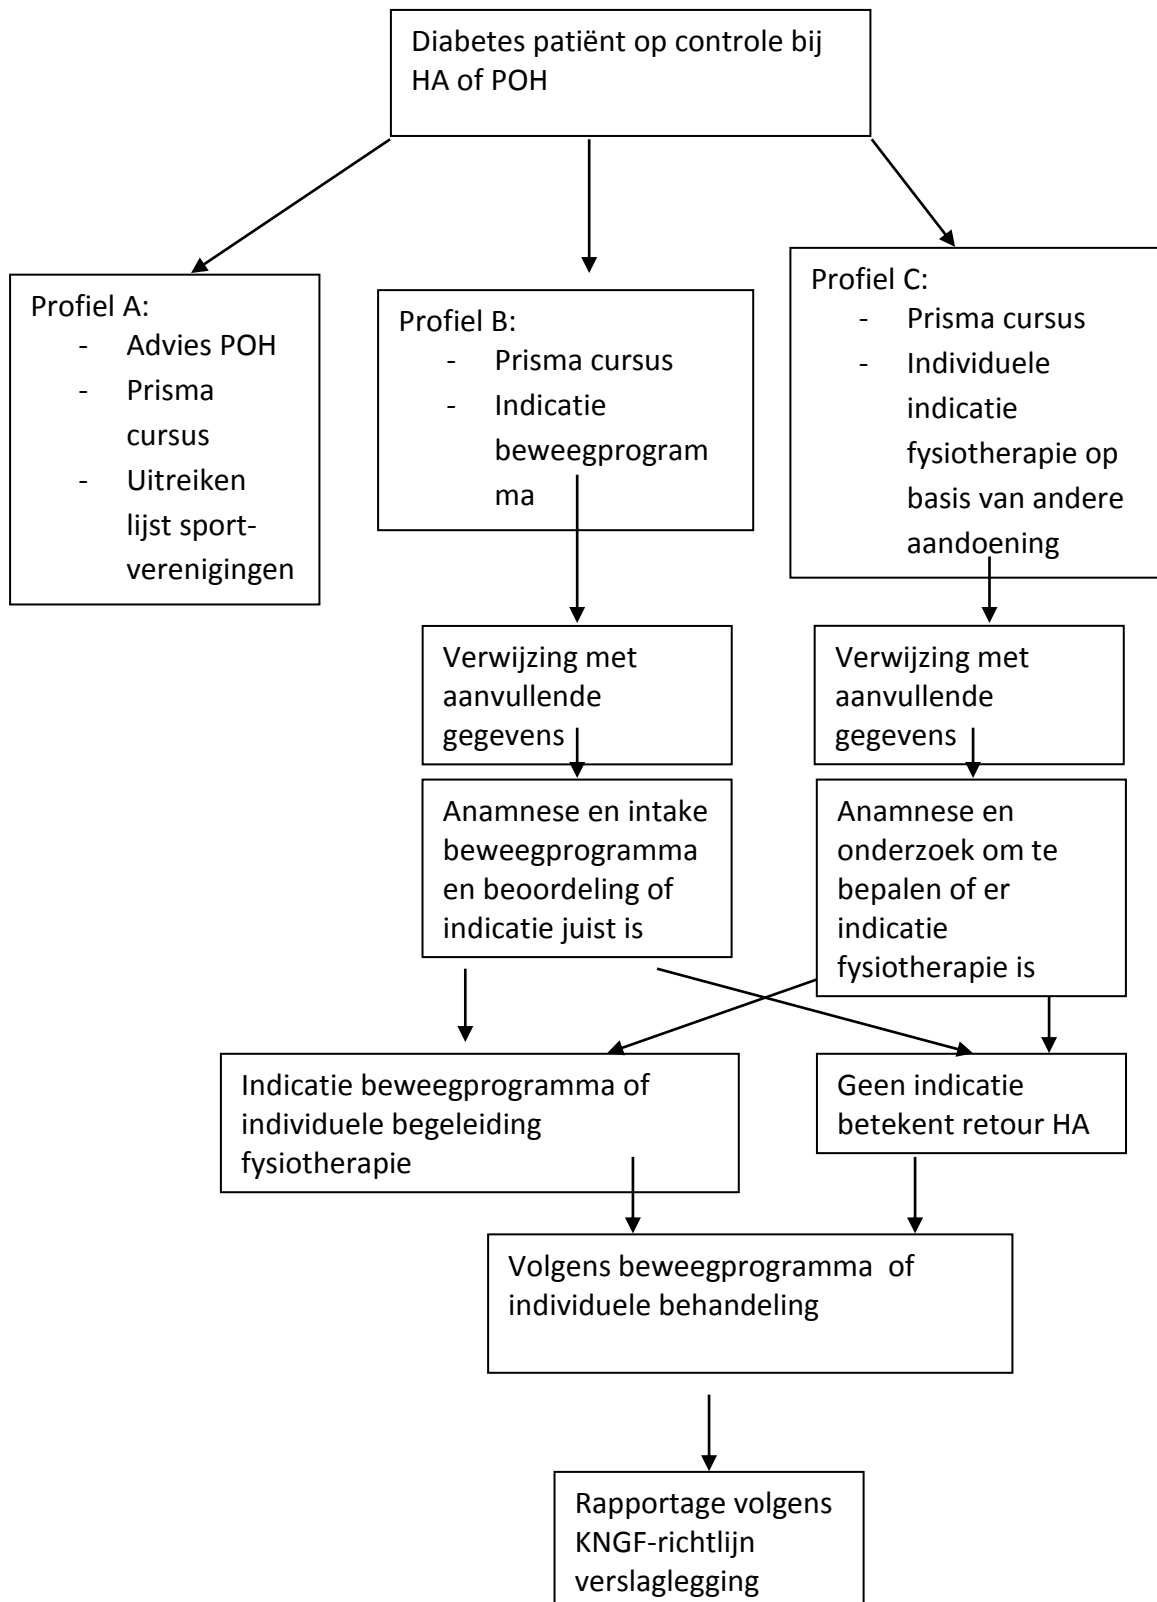 Diabetes patiënt op controle bij
HA of POH
Profiel A:
- Advies POH
- Prisma
cursus
- Uitreiken
lijst sport-
verenigingen
Profiel B:
- Prisma cursus
- Indicatie
beweegprogram
ma
Profiel C:
- Prisma cursus
- Individuele
indicatie
fysiotherapie op
basis van andere
aandoening
Verwijzing met
aanvullende
gegevens
Verwijzing met
aanvullende
gegevens
Anamnese en intake
beweegprogramma
en beoordeling of
indicatie juist is
Anamnese en
onderzoek om te
bepalen of er
indicatie
fysiotherapie is
Indicatie beweegprogramma of
individuele begeleiding
fysiotherapie
Geen indicatie
betekent retour HA
Volgens beweegprogramma  of
individuele behandeling
Rapportage volgens
KNGF-richtlijn
verslaglegging